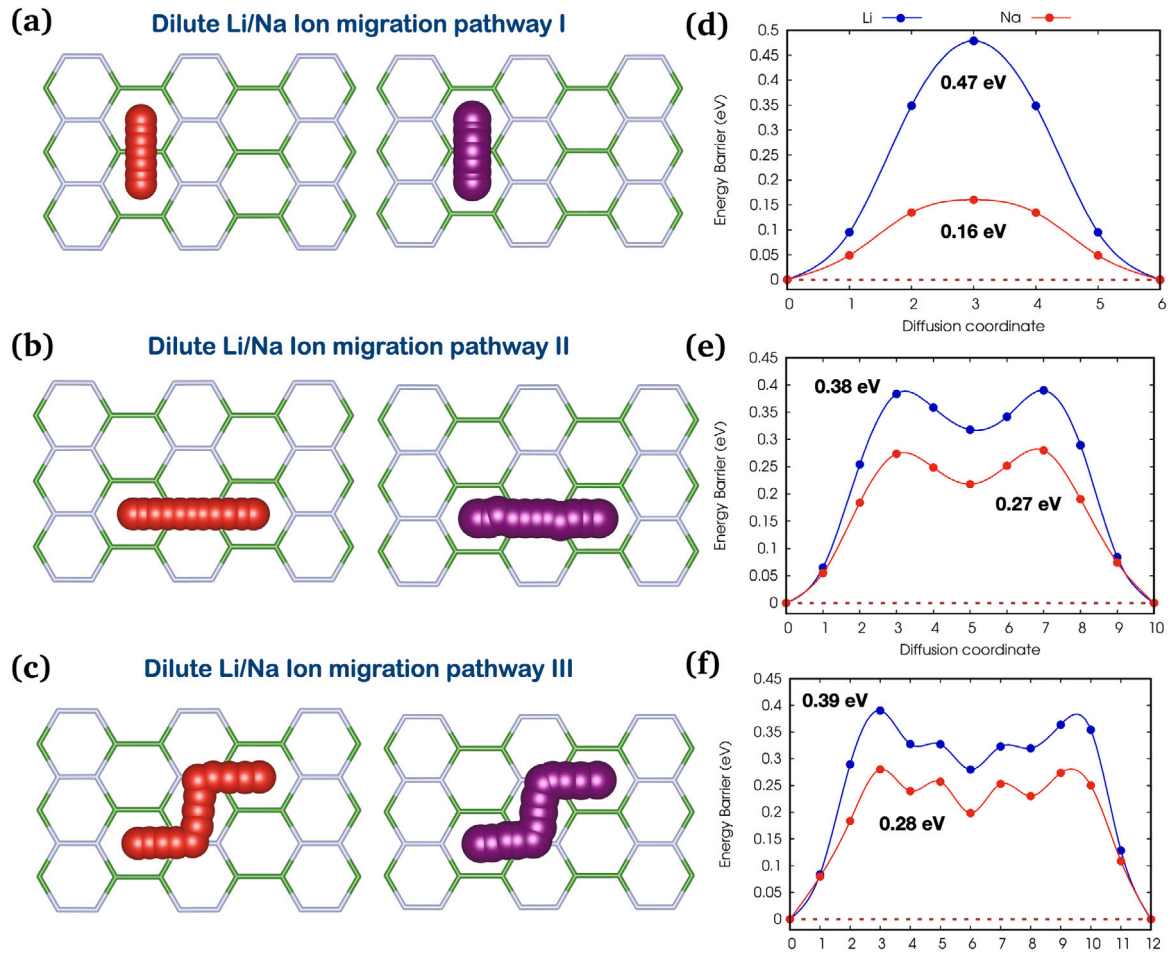 (a)
Dilute Li/Na Ion migration pathway I
(d)
Li
Na
0.5
0.45
0.4
0.35
0.3
0.25
0.2
0.15
0.1
0.05
0
Energy Barrier (eV)
0.47 eV
0.16 eV
0 1 2 3 4 5 6
Diffusion coordinate
(b)
Dilute Li/Na Ion migration pathway II
(e)
0.45
0.4
0.35
0.3
0.25
0.2
0.15
0.1
0.05
0
Energy Barrier (eV)
0.38 eV
0.27 eV
0 1 2 3 4 5 6 7 8 9 10
Diffusion coordinate
(c)
Dilute Li/Na Ion migration pathway III
(f)
0.45
0.4
0.35
0.3
0.25
0.2
0.15
0.1
0.05
0
Energy Barrier (eV)
0.39 eV
0.28 eV
0 1 2 3 4 5 6 7 8 9 10 11 12